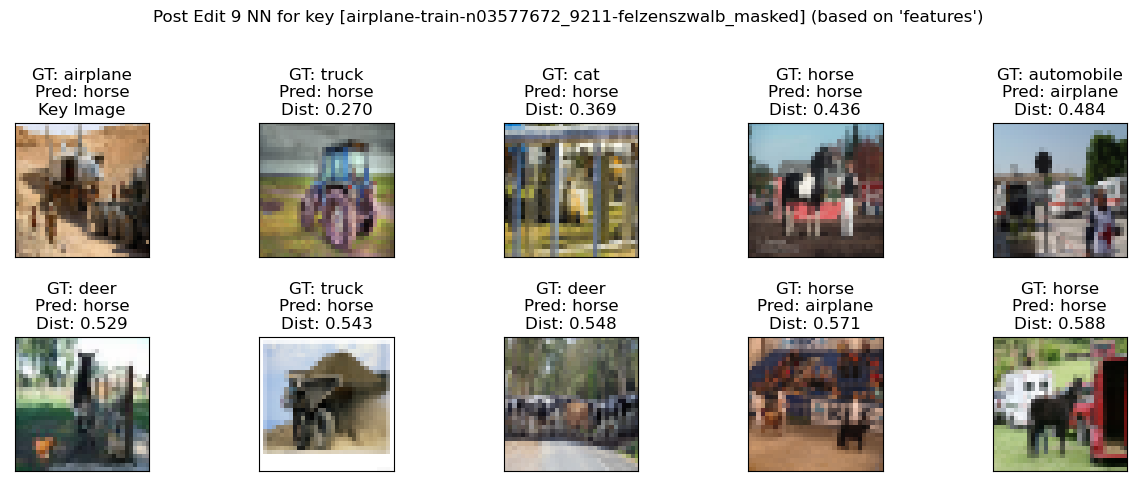 Post Edit 9 NN for key [airplane-train-n03577672_9211-felzenszwalb_masked] (based on 'features')
GT: airplane
Pred: horse
Key Image
GT: truck
Pred: horse
Dist: 0.270
GT: cat
Pred: horse
Dist: 0.369
GT: horse
Pred: horse
Dist: 0.436
GT: automobile
Pred: airplane
Dist: 0.484
GT: deer
Pred: horse
Dist: 0.529
GT: truck
Pred: horse
Dist: 0.543
GT: deer
Pred: horse
Dist: 0.548
GT: horse
Pred: airplane
Dist: 0.571
GT: horse
Pred: horse
Dist: 0.588